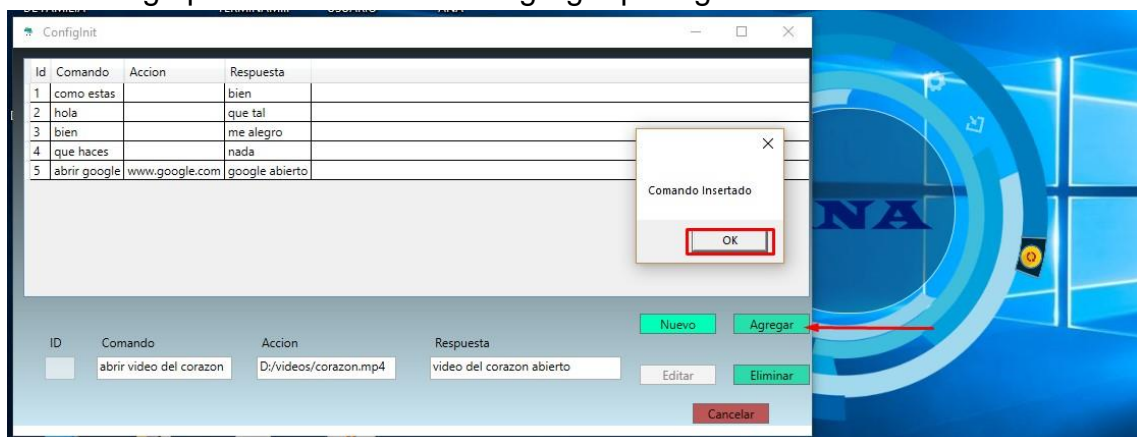 ConfigInit
Id Comando Accion Respuesta
1 como estas bien
2 hola que tal
3 bien me alegro
4 que haces nada
5 abrir google www.google.com google abierto
Comando Insertado
OK
NA
Nuevo Agregar
ID Comando Accion Respuesta
abrir video del corazon D:/videos/corazon.mp4 video del corazon abierto
Editar Eliminar
Cancelar